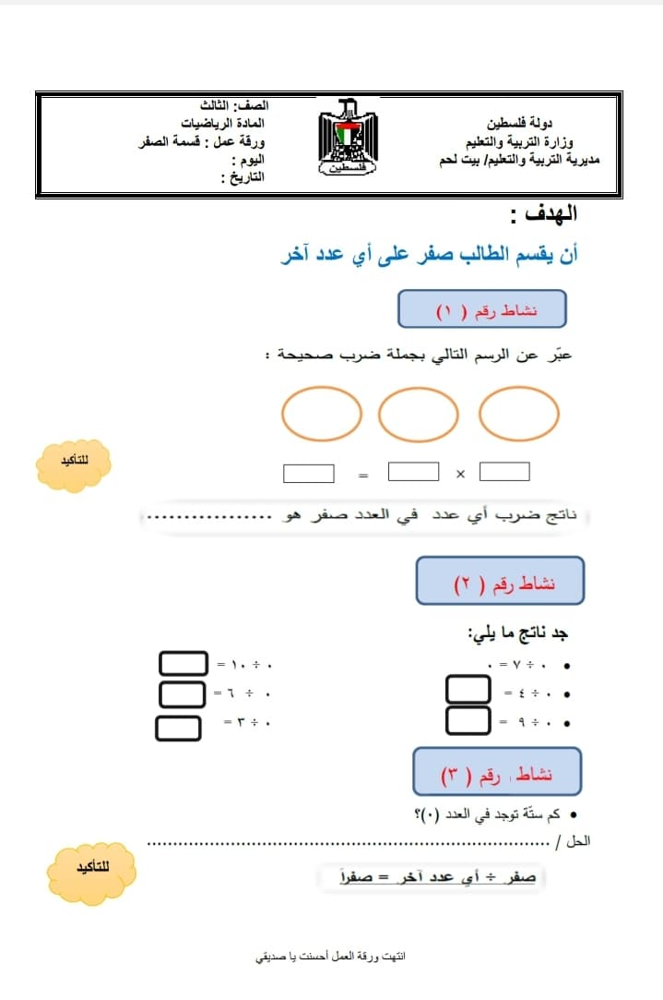 دولة فلسطين
وزارة التربية والتعليم
مديرية التربية والتعليم/ بيت لحم
فلسطين
الصف: الثالث
المادة الرياضيات
ورقة عمل : قسمة الصفر
اليوم :
التاريخ :
الهدف :
أن يقسم الطالب صفر على أي عدد آخر
نشاط رقم ( ١ )
عبّر عن الرسم التالي بجملة ضرب صحيحة :
× =
للتأكيد
ناتج ضرب أي عدد في العدد صفر هو .................
نشاط رقم ( ٢ )
جد ناتج ما يلي:
• ٠ ÷ ٧ = ٠
٠ ÷ ١٠ =
• ٠ ÷ ٤ =
٠ ÷ ٦ =
• ٠ ÷ ٩ =
٠ ÷ ٣ =
نشاط رقم ( ٣ )
• كم ستّة توجد في العدد (٠)؟
الحل / ..........................................................................
للتأكيد
صفر ÷ أي عدد آخر = صفراً
انتهت ورقة العمل أحسنت يا صديقي